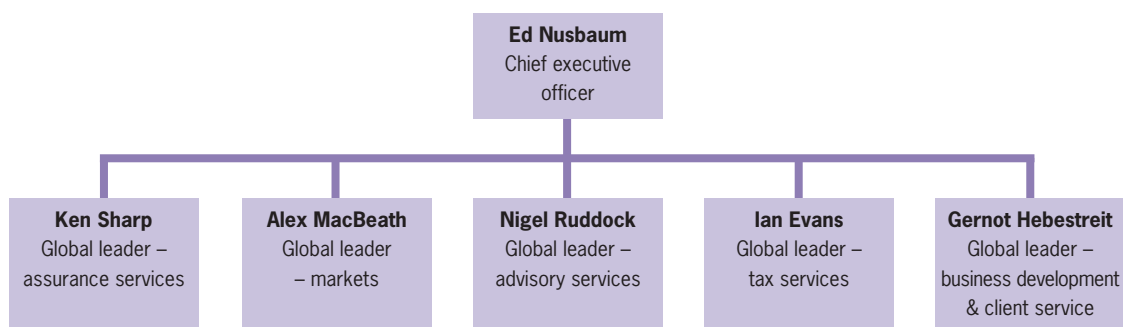 Ed Nusbaum
Chief executive
officer
Ken Sharp
Global leader –
assurance services
Alex MacBeath
Global leader
– markets
Nigel Ruddock
Global leader –
advisory services
Ian Evans
Global leader –
tax services
Gernot Hebestreit
Global leader –
business development
& client service